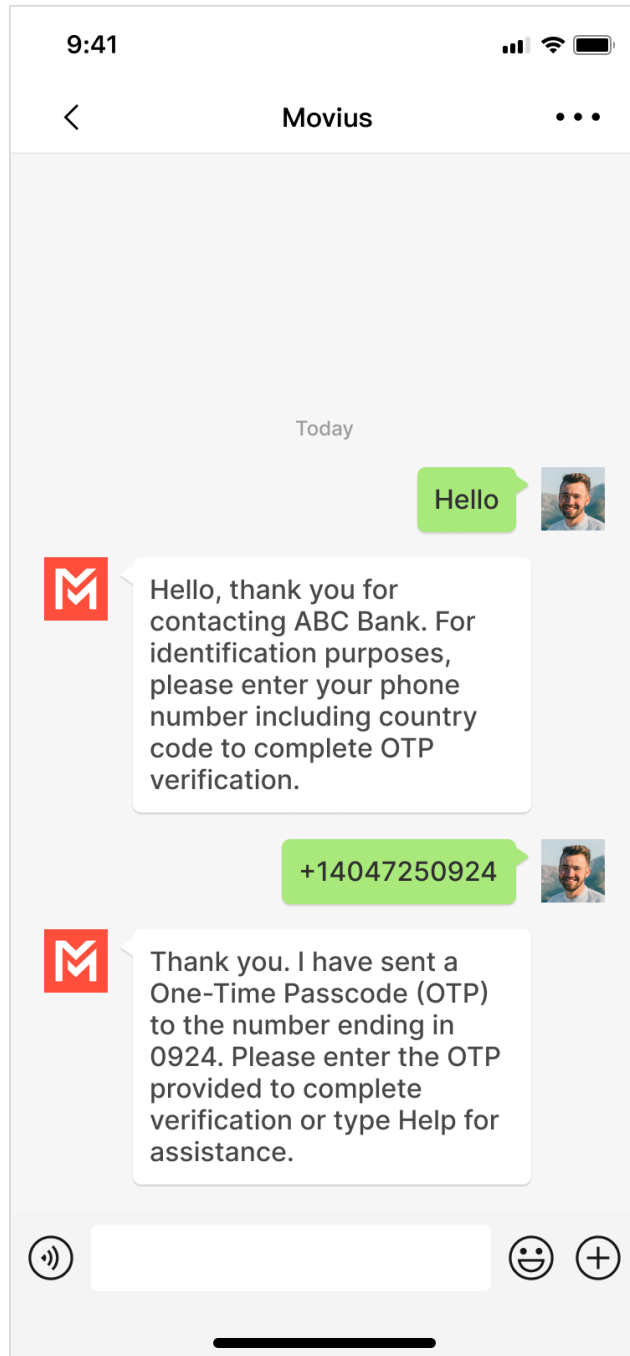 9:41
Movius
Today
Hello
Hello, thank you for
contacting ABC Bank. For
identification purposes,
please enter your phone
number including country
code to complete OTP
verification.
+14047250924
Thank you. I have sent a
One-Time Passcode (OTP)
to the number ending in
0924. Please enter the OTP
provided to complete
verification or type Help for
assistance.